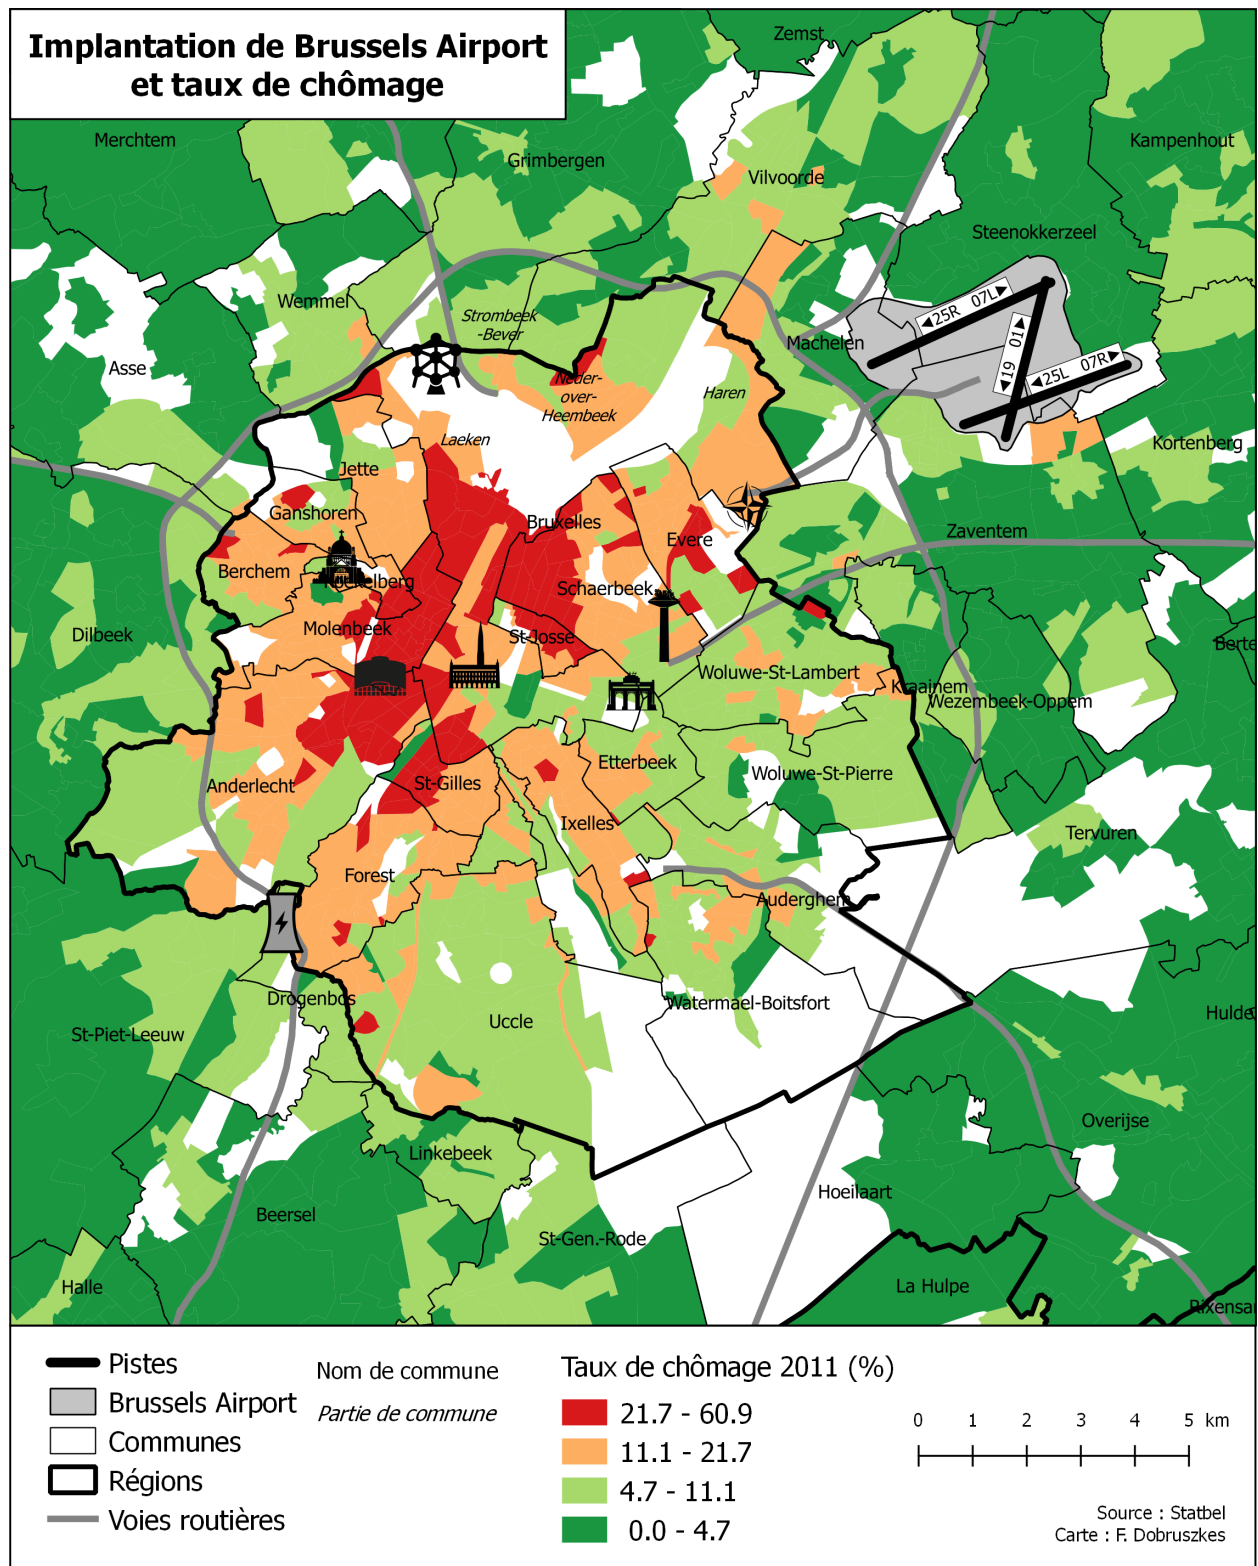 Implantation de Brussels Airport
et taux de chômage
Zemst
Merchtem
Grimbergen
Kampenhout
Vilvoorde
Steenokkerzeel
Wemmel
Strombeek
-Bever
25R 07L
01
19
Machelen
25L 07R
Asse
Neder-
over-
Heembeek
Haren
Laeken
Kortenberg
Jette
Ganshoren
Bruxelles
Evere
Zaventem
Berchem
Koekelberg
Schaerbeek
Dilbeek
Molenbeek
St-Josse
Berte
Woluwe-St-Lambert
Kraainem
Wezembeek-Oppem
Etterbeek
Woluwe-St-Pierre
Anderlecht
St-Gilles
Ixelles
Tervuren
Forest
Auderghem
Drogenbos
Watermael-Boitsfort
Hulde
St-Piet-Leeuw
Uccle
Overijse
Linkebeek
Hoeilaart
Beersel
St-Gen.-Rode
Halle
La Hulpe
Rixensa
Pistes
Brussels Airport
Communes
Régions
Voies routières
Nom de commune
Partie de commune
Taux de chômage 2011 (%)
21.7 - 60.9
11.1 - 21.7
4.7 - 11.1
0.0 - 4.7
0 1 2 3 4 5 km
Source : Statbel
Carte : F. Dobruszkes